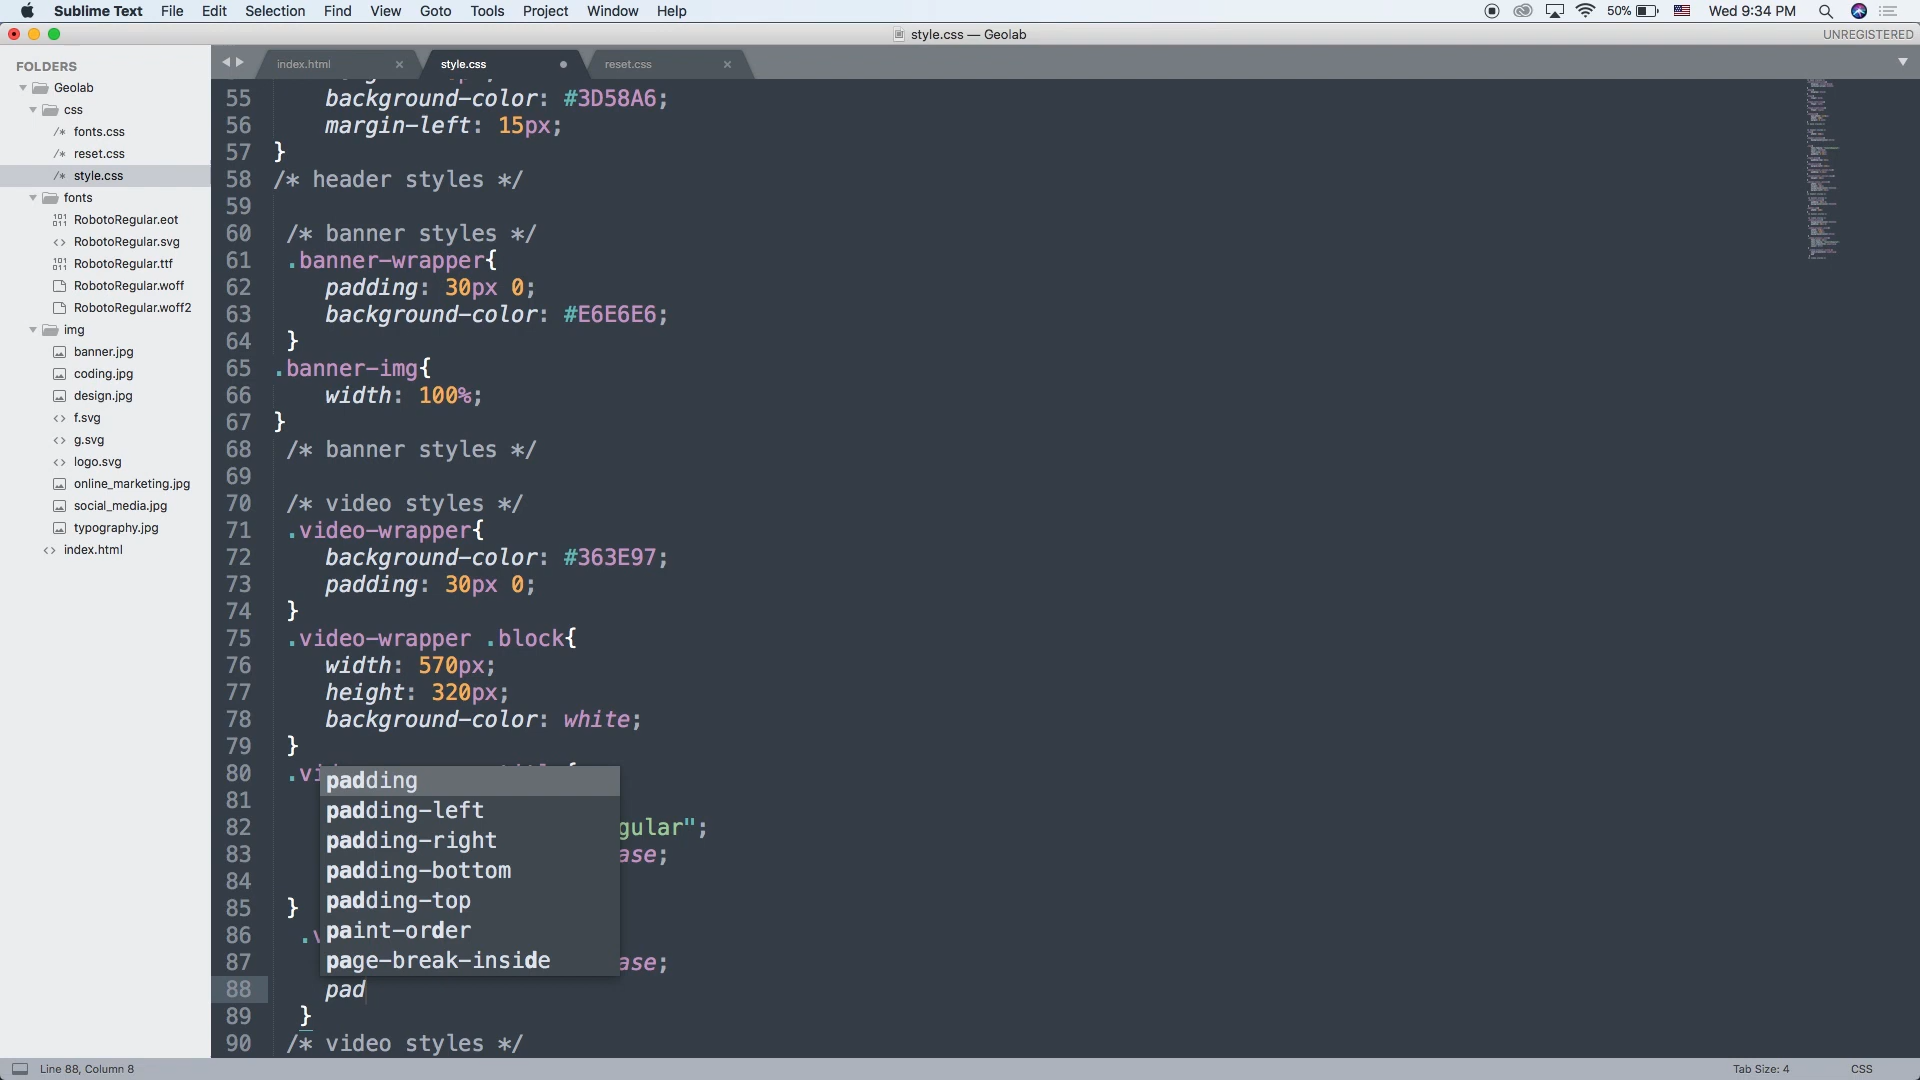 Sublime Text File Edit Selection Find View Goto Tools Project Window Help 50% Wed 9:34 PM
style.css — Geolab UNREGISTERED
FOLDERS
Geolab
css
/* fonts.css
/* reset.css
/* style.css
fonts
RobotoRegular.eot
<> RobotoRegular.svg
RobotoRegular.ttf
RobotoRegular.woff
RobotoRegular.woff2
img
banner.jpg
coding.jpg
design.jpg
<> f.svg
<> g.svg
<> logo.svg
online_marketing.jpg
social_media.jpg
typography.jpg
<> index.html
index.html × style.css reset.css ×
55 background-color: #3D58A6;
56 margin-left: 15px;
57 }
58 /* header styles */
59
60 /* banner styles */
61 .banner-wrapper{
62 padding: 30px 0;
63 background-color: #E6E6E6;
64 }
65 .banner-img{
66 width: 100%;
67 }
68 /* banner styles */
69
70 /* video styles */
71 .video-wrapper{
72 background-color: #363E97;
73 padding: 30px 0;
74 }
75 .video-wrapper .block{
76 width: 570px;
77 height: 320px;
78 background-color: white;
79 }
80 .vi
81
82 gular";
83 ase;
84
85 }
86 .v
87 ase;
88 pad
89 }
90 /* video styles */
padding
padding-left
padding-right
padding-bottom
padding-top
paint-order
page-break-inside
Line 88, Column 8 Tab Size: 4 CSS